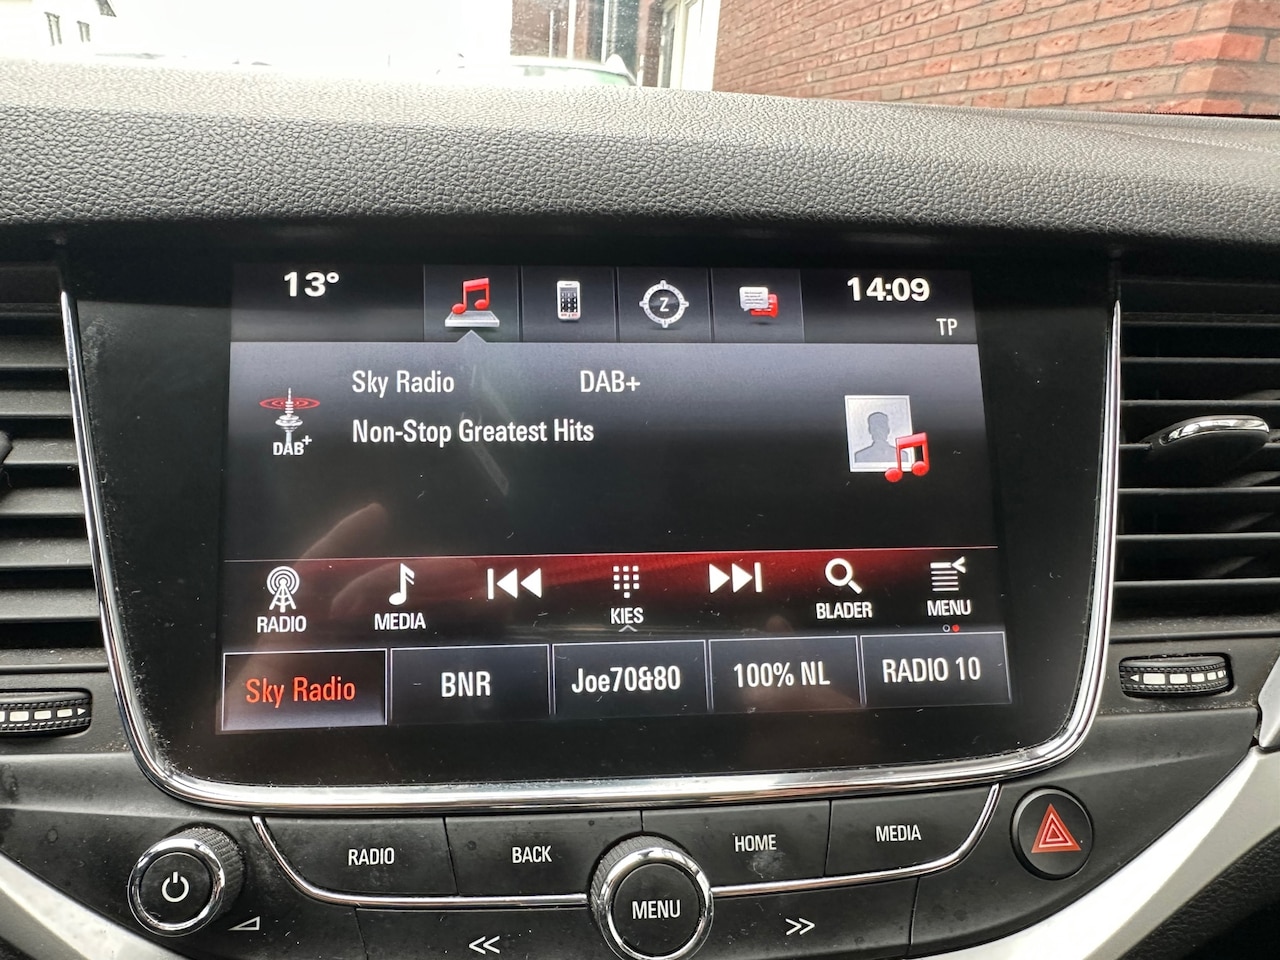 13°
14:09
TP
Z
Sky Radio DAB+
DAB+
Non-Stop Greatest Hits
RADIO
MEDIA
KIES
BLADER
MENU
Sky Radio
BNR
Joe70&80
100% NL
RADIO 10
RADIO
BACK
HOME
MEDIA
MENU